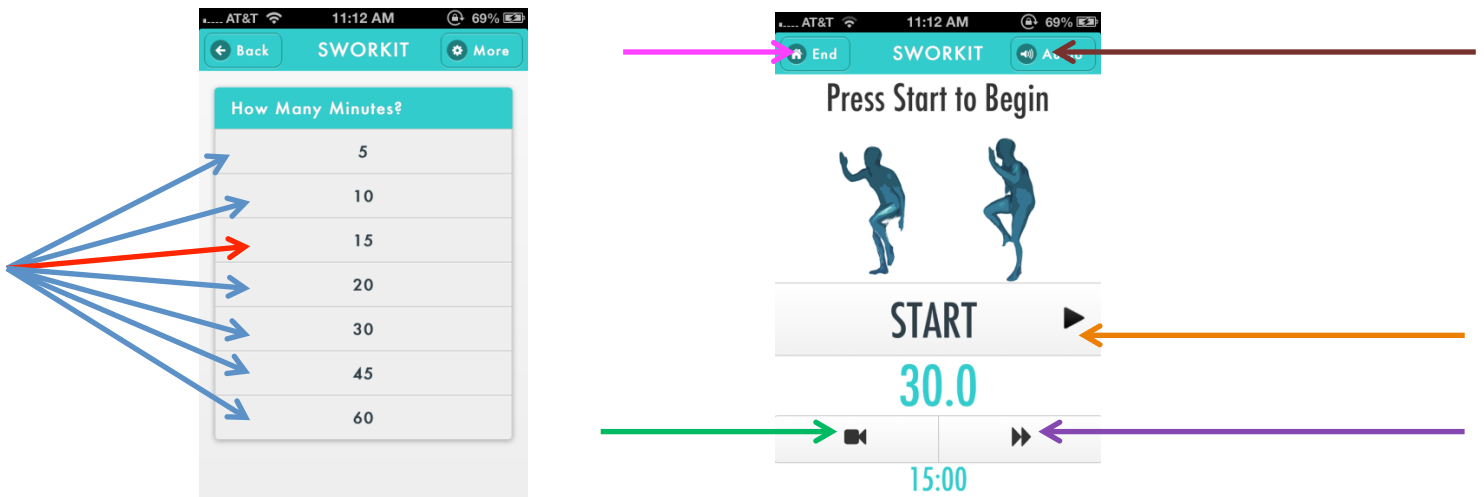 AT&T 11:12 AM 69%
Back SWORKIT More
How Many Minutes?
5
10
15
20
30
45
60
AT&T 11:12 AM 69%
End SWORKIT
Press Start to Begin
START
30.0
15:00